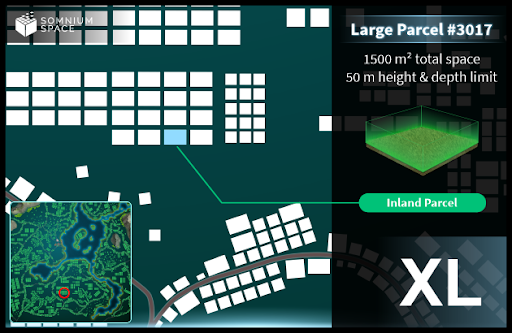 SOMNIUM
SPACE
Large Parcel #3017
1500 m² total space
50 m height & depth limit
Inland Parcel
XL